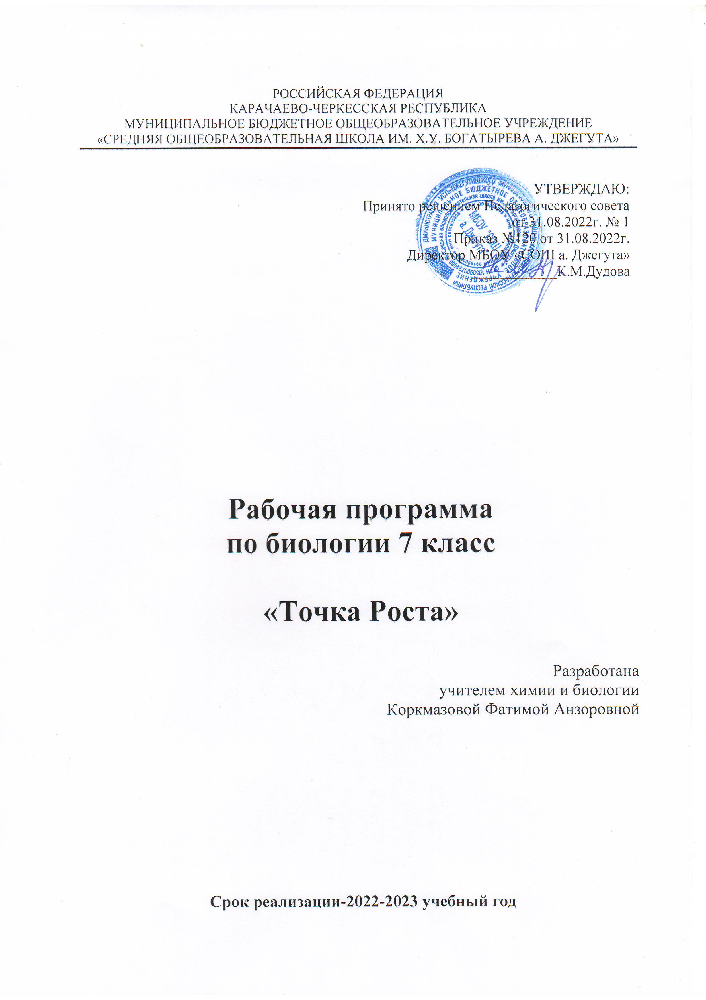 РОССИЙСКАЯ ФЕДЕРАЦИЯ
КАРАЧАЕВО-ЧЕРКЕССКАЯ РЕСПУБЛИКА
МУНИЦИПАЛЬНОЕ БЮДЖЕТНОЕ ОБЩЕОБРАЗОВАТЕЛЬНОЕ УЧРЕЖДЕНИЕ
«СРЕДНЯЯ ОБЩЕОБРАЗОВАТЕЛЬНАЯ ШКОЛА ИМ. Х.У. БОГАТЫРЕВА А. ДЖЕГУТА»
УТВЕРЖДАЮ:
Принято решением Педагогического совета
от 31.08.2022г. № 1
Приказ №120 от 31.08.2022г.
Директор МБОУ «СОШ а. Джегута»
К.М.Дудова
МБОУ "СОШ
а. Джегута"
Рабочая программа
по биологии 7 класс
«Точка Роста»
Разработана
учителем химии и биологии
Коркмазовой Фатимой Анзоровной
Срок реализации-2022-2023 учебный год